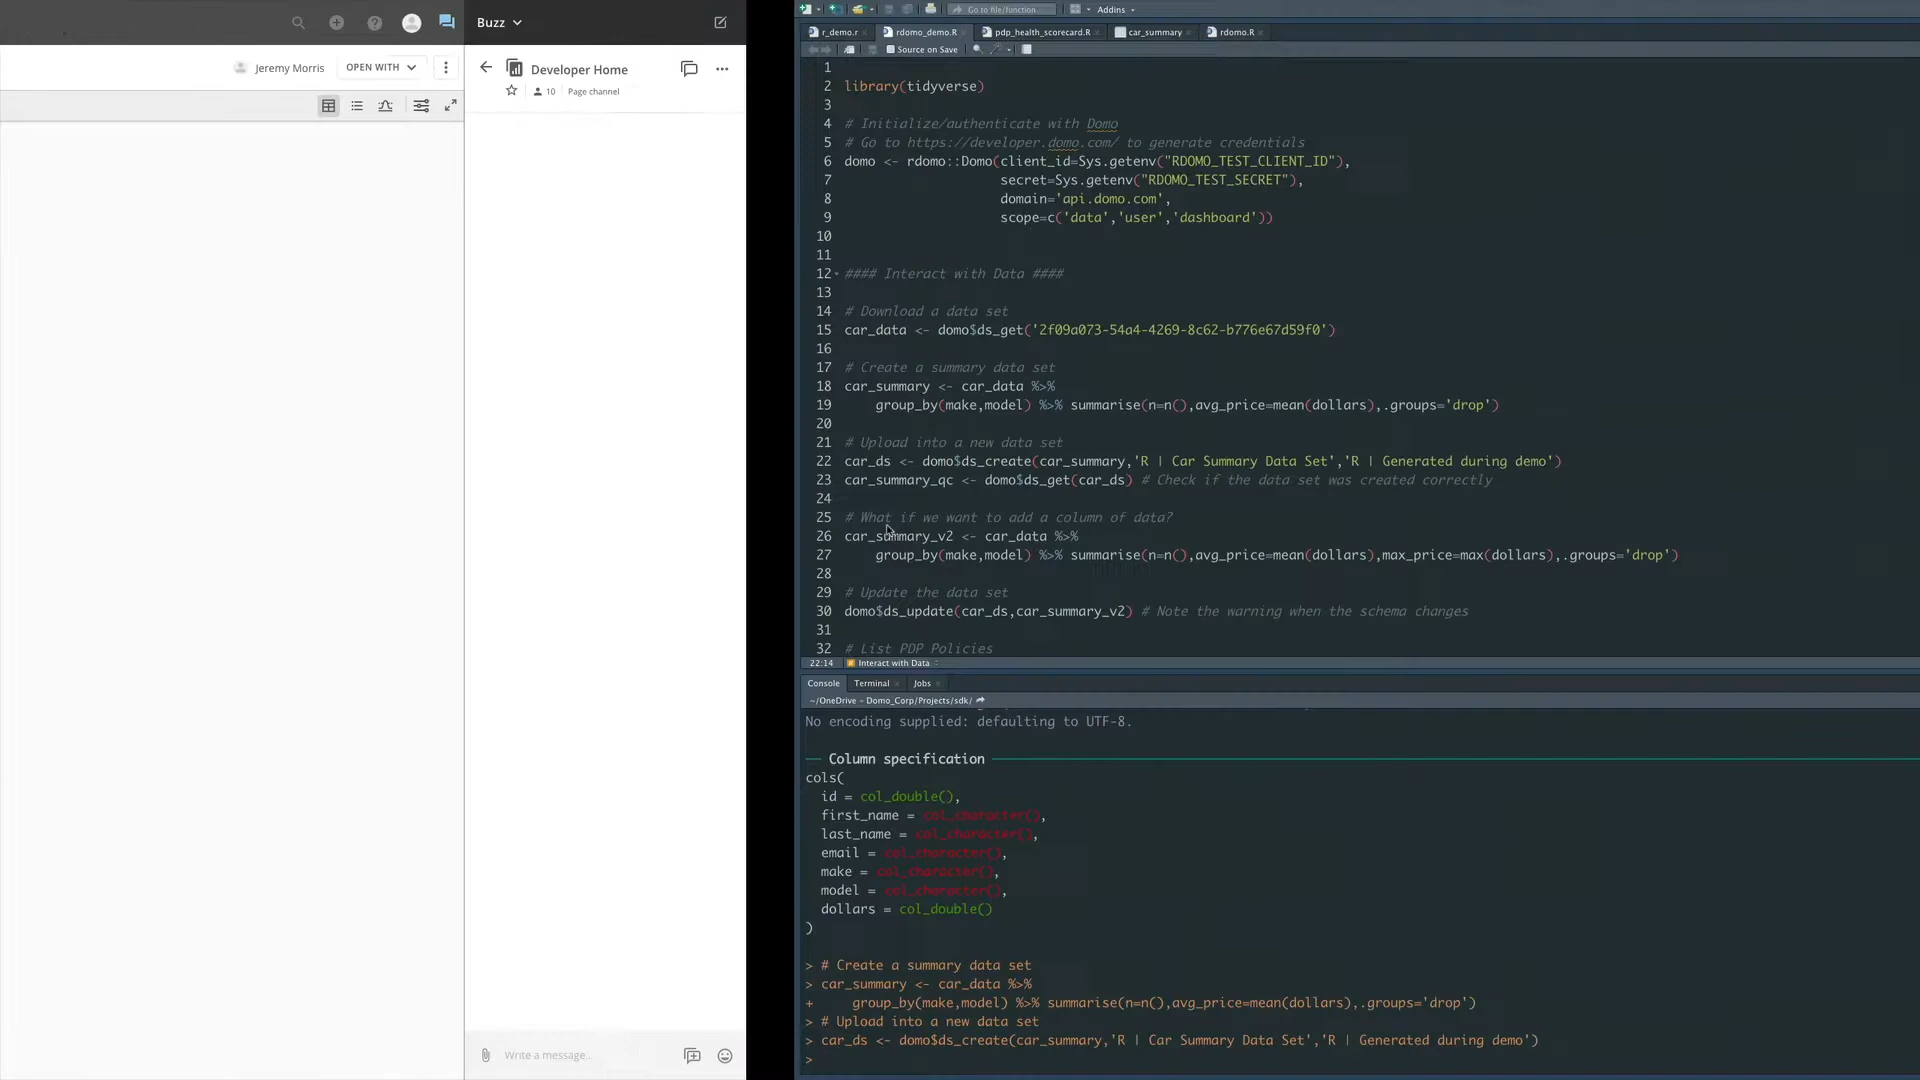 Buzz
Jeremy Morris
OPEN WITH
Developer Home
10 Page channel
Write a message..
Go to file/function
Addins
r_demo.r
rdomo_demo.R
pdp_health_scorecard.R
car_summary
rdomo.R
Source on Save
1
2 library(tidyverse)
3
4 # Initialize/authenticate with Domo
5 # Go to https://developer.domo.com/ to generate credentials
6 domo <- rdomo::Domo(client_id=Sys.getenv("RDOMO_TEST_CLIENT_ID"),
7 secret=Sys.getenv("RDOMO_TEST_SECRET"),
8 domain='api.domo.com',
9 scope=c('data','user','dashboard'))
10
11
12 #### Interact with Data ####
13
14 # Download a data set
15 car_data <- domo$ds_get('2f09a073-54a4-4269-8c62-b776e67d59f0')
16
17 # Create a summary data set
18 car_summary <- car_data %>%
19 group_by(make,model) %>% summarise(n=n(),avg_price=mean(dollars),.groups='drop')
20
21 # Upload into a new data set
22 car_ds <- domo$ds_create(car_summary,'R | Car Summary Data Set','R | Generated during demo')
23 car_summary_qc <- domo$ds_get(car_ds) # Check if the data set was created correctly
24
25 # What if we want to add a column of data?
26 car_summary_v2 <- car_data %>%
27 group_by(make,model) %>% summarise(n=n(),avg_price=mean(dollars),max_price=max(dollars),.groups='drop')
28
29 # Update the data set
30 domo$ds_update(car_ds,car_summary_v2) # Note the warning when the schema changes
31
32 # List PDP Policies
22:14 Interact with Data
Console Terminal Jobs
~/OneDrive - Domo_Corp/Projects/sdk/
No encoding supplied: defaulting to UTF-8.
Column specification
cols(
id = col_double(),
first_name = col_character(),
last_name = col_character(),
email = col_character(),
make = col_character(),
model = col_character(),
dollars = col_double()
)
> # Create a summary data set
> car_summary <- car_data %>%
+ group_by(make,model) %>% summarise(n=n(),avg_price=mean(dollars),.groups='drop')
> # Upload into a new data set
> car_ds <- domo$ds_create(car_summary,'R | Car Summary Data Set','R | Generated during demo')
>